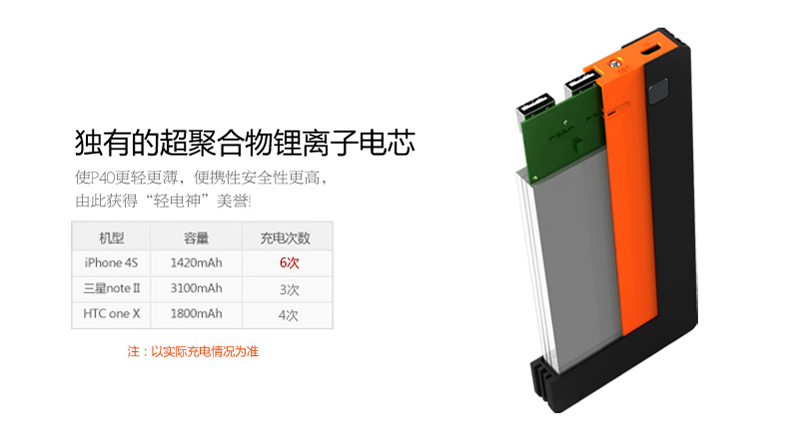 独有的超聚合物锂离子电芯
使P40更轻更薄，便携性安全性更高，
由此获得“轻电神”美誉!
机型 容量 充电次数
iPhone 4S 1420mAh 6次
三星note II 3100mAh 3次
HTC one X 1800mAh 4次
注：以实际充电情况为准